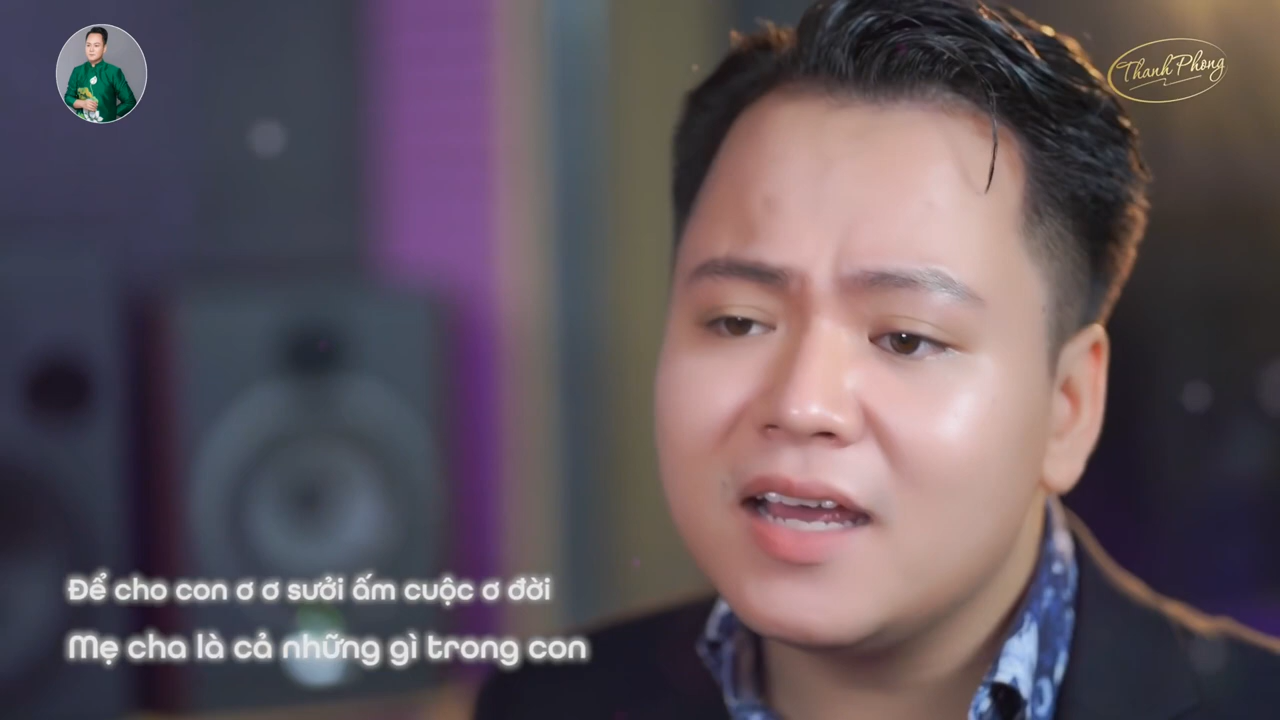 Thanh Phong
Để cho con ơ ơ sưởi ấm cuộc ơ đời
Mẹ cha là cả những gì trong con